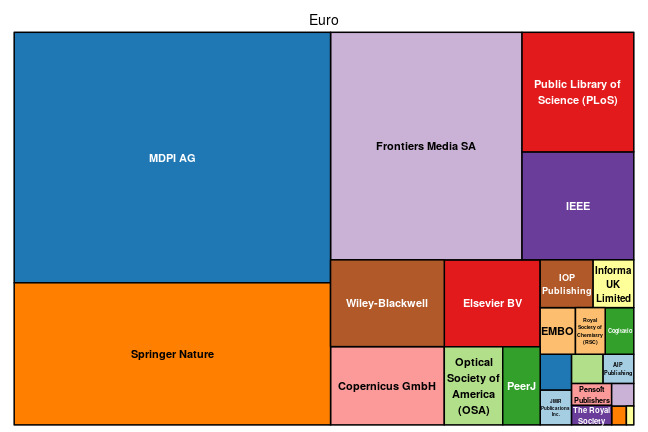 Euro
MDPI AG
Frontiers Media SA
Public Library of
Science (PLoS)
IEEE
Springer Nature
Wiley-Blackwell
Elsevier BV
IOP
Publishing
Informa
UK
Limited
EMBO
Royal
Society of
Chemistry
(RSC)
Cogitatio
Copernicus GmbH
Optical
Society of
America
(OSA)
PeerJ
AIP
Publishing
JMIR
Publications
Inc.
Pensoft
Publishers
The Royal
Society